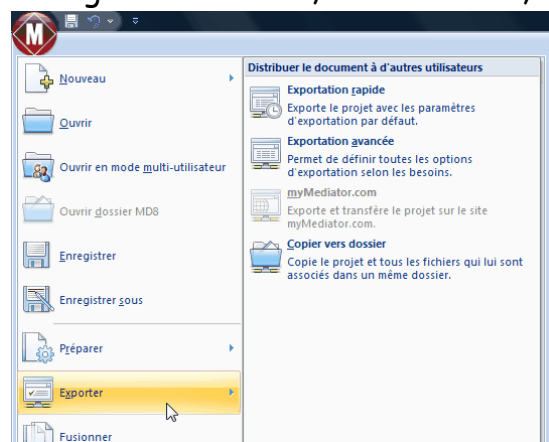 M
Nouveau
Ouvrir
Ouvrir en mode multi-utilisateur
Ouvrir dossier MD8
Enregistrer
Enregistrer sous
Préparer
Exporter
Fusionner
Distribuer le document à d'autres utilisateurs
Exportation rapide
Exporte le projet avec les paramètres
d'exportation par défaut.
Exportation avancée
Permet de définir toutes les options
d'exportation selon les besoins.
myMediator.com
Exporte et transfère le projet sur le site
myMediator.com.
Copier vers dossier
Copie le projet et tous les fichiers qui lui sont
associés dans un même dossier.